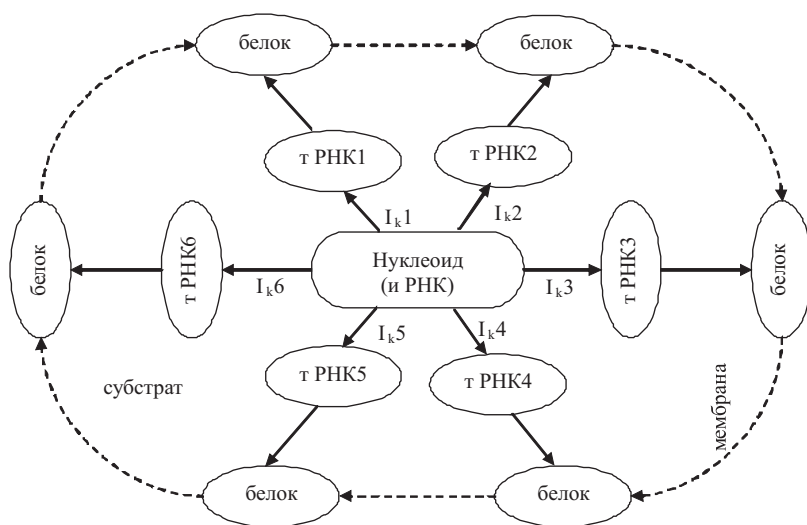 белок
белок
т РНК1
т РНК2
I k 1
I k 2
белок
т РНК6
I k 6
Нуклеоид
(и РНК)
I k 3
т РНК3
белок
I k 5
I k 4
субстрат
т РНК5
т РНК4
мембрана
белок
белок